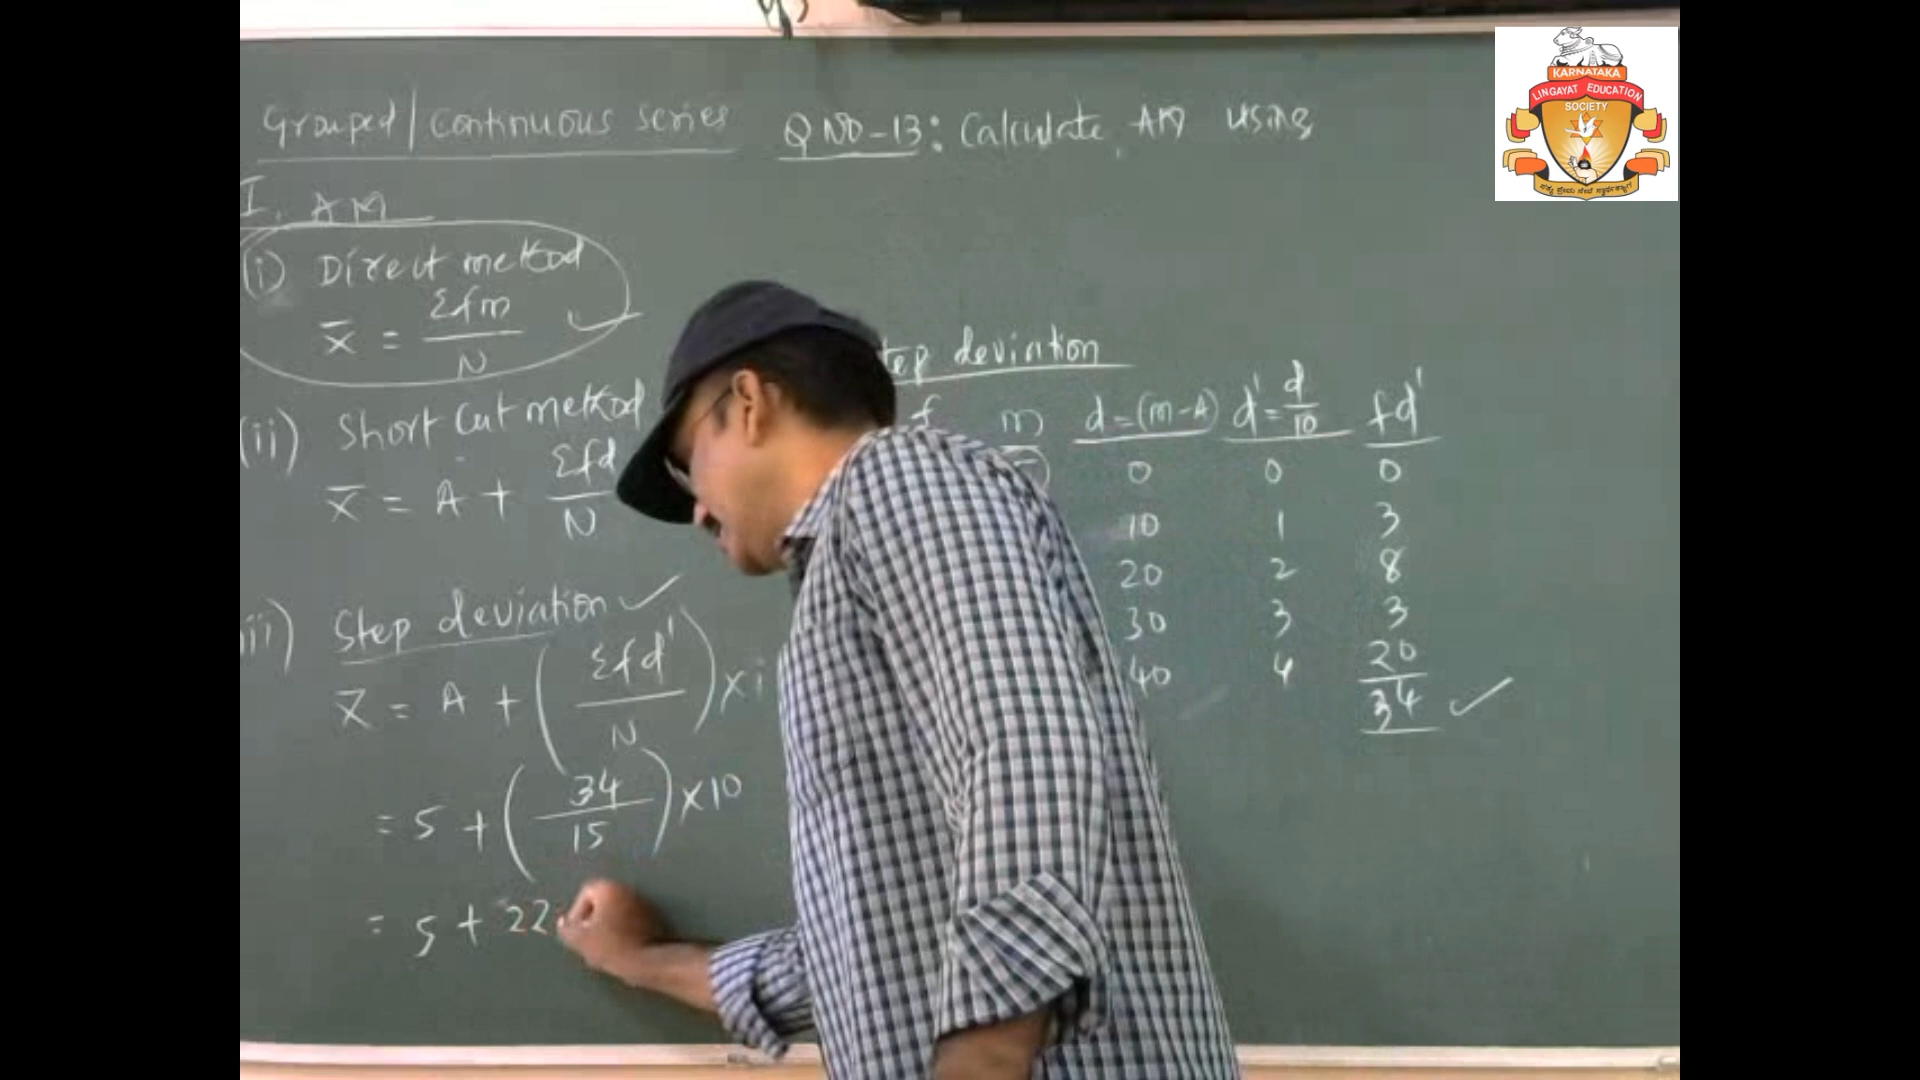 Grouped/Continuous series
QNO-13: Calculate AM using
I. AM
(i) Direct method
x̄ = Σfm/N
(ii) Short cut method
x̄ = A + Σfd/N
iii) Step deviation
x̄ = A + (Σfd'/N) × i
= 5 + (34/15) × 10
= 5 + 22.
tep deviation
f m d=(m-A) d'=d/10 fd'
0 0 0
10 1 3
20 2 8
30 3 3
40 4 20
34
KARNATAKA
LINGAYAT EDUCATION
SOCIETY